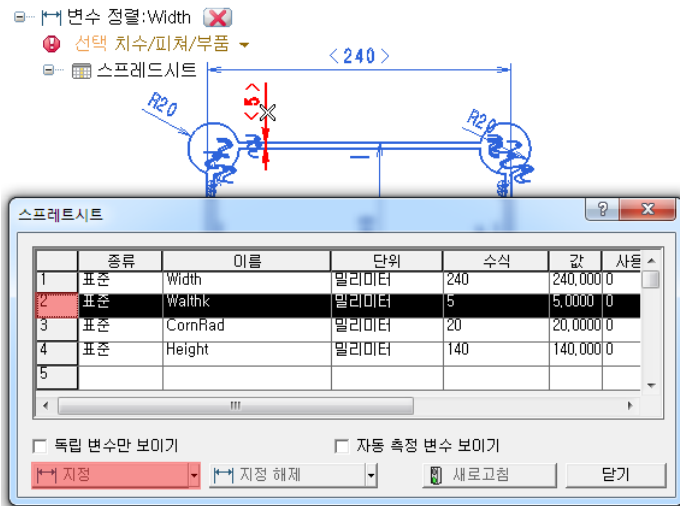 변수 정렬:Width
선택 치수/피쳐/부품
스프레드시트
<240>
R20
<5>
R20
스프레트시트
종류 이름 단위 수식 값 사용
1 표준 Width 밀리미터 240 240,000 0
2 표준 Walthk 밀리미터 5 5,0000 0
3 표준 CornRad 밀리미터 20 20,0000 0
4 표준 Height 밀리미터 140 140,000 0
5
독립 변수만 보이기
자동 측정 변수 보이기
지정
지정 해제
새로고침
닫기